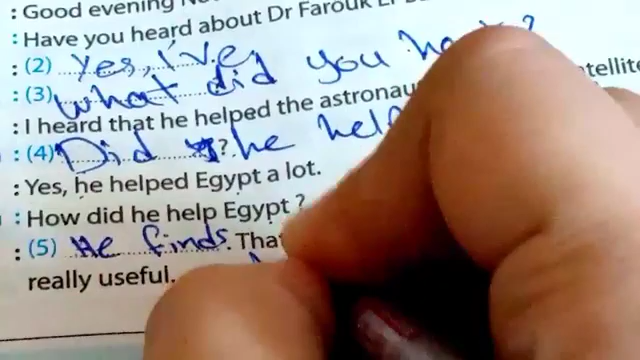 : Good evening
: Have you heard about Dr Farouk El
: (2) Yes, I've
: (3) What did you
: I heard that he helped the astronau satellite
: (4) Did ? he help
: Yes, he helped Egypt a lot.
: How did he help Egypt ?
: (5) He finds. Tha
really useful.